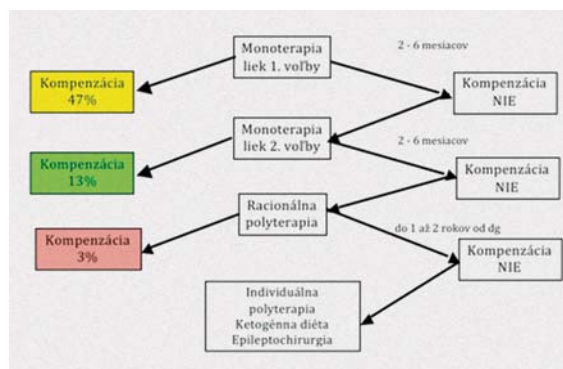 Monoterapia
liek 1. voľby
2 - 6 mesiacov
Kompenzácia
47%
Kompenzácia
NIE
Monoterapia
liek 2. voľby
2 - 6 mesiacov
Kompenzácia
13%
Kompenzácia
NIE
Racionálna
polyterapia
do 1 až 2 rokov od dg
Kompenzácia
3%
Kompenzácia
NIE
Individuálna
polyterapia
Ketogénna diéta
Epileptochirurgia